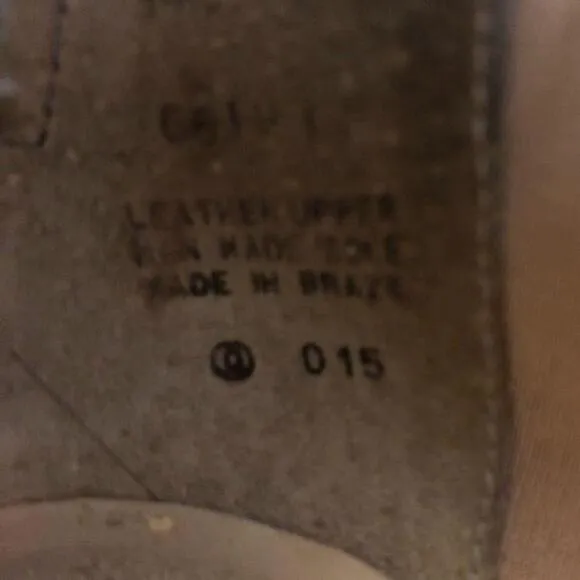 LEATHER UPPER
MAN MADE SOLE
MADE IN BRAZIL
015